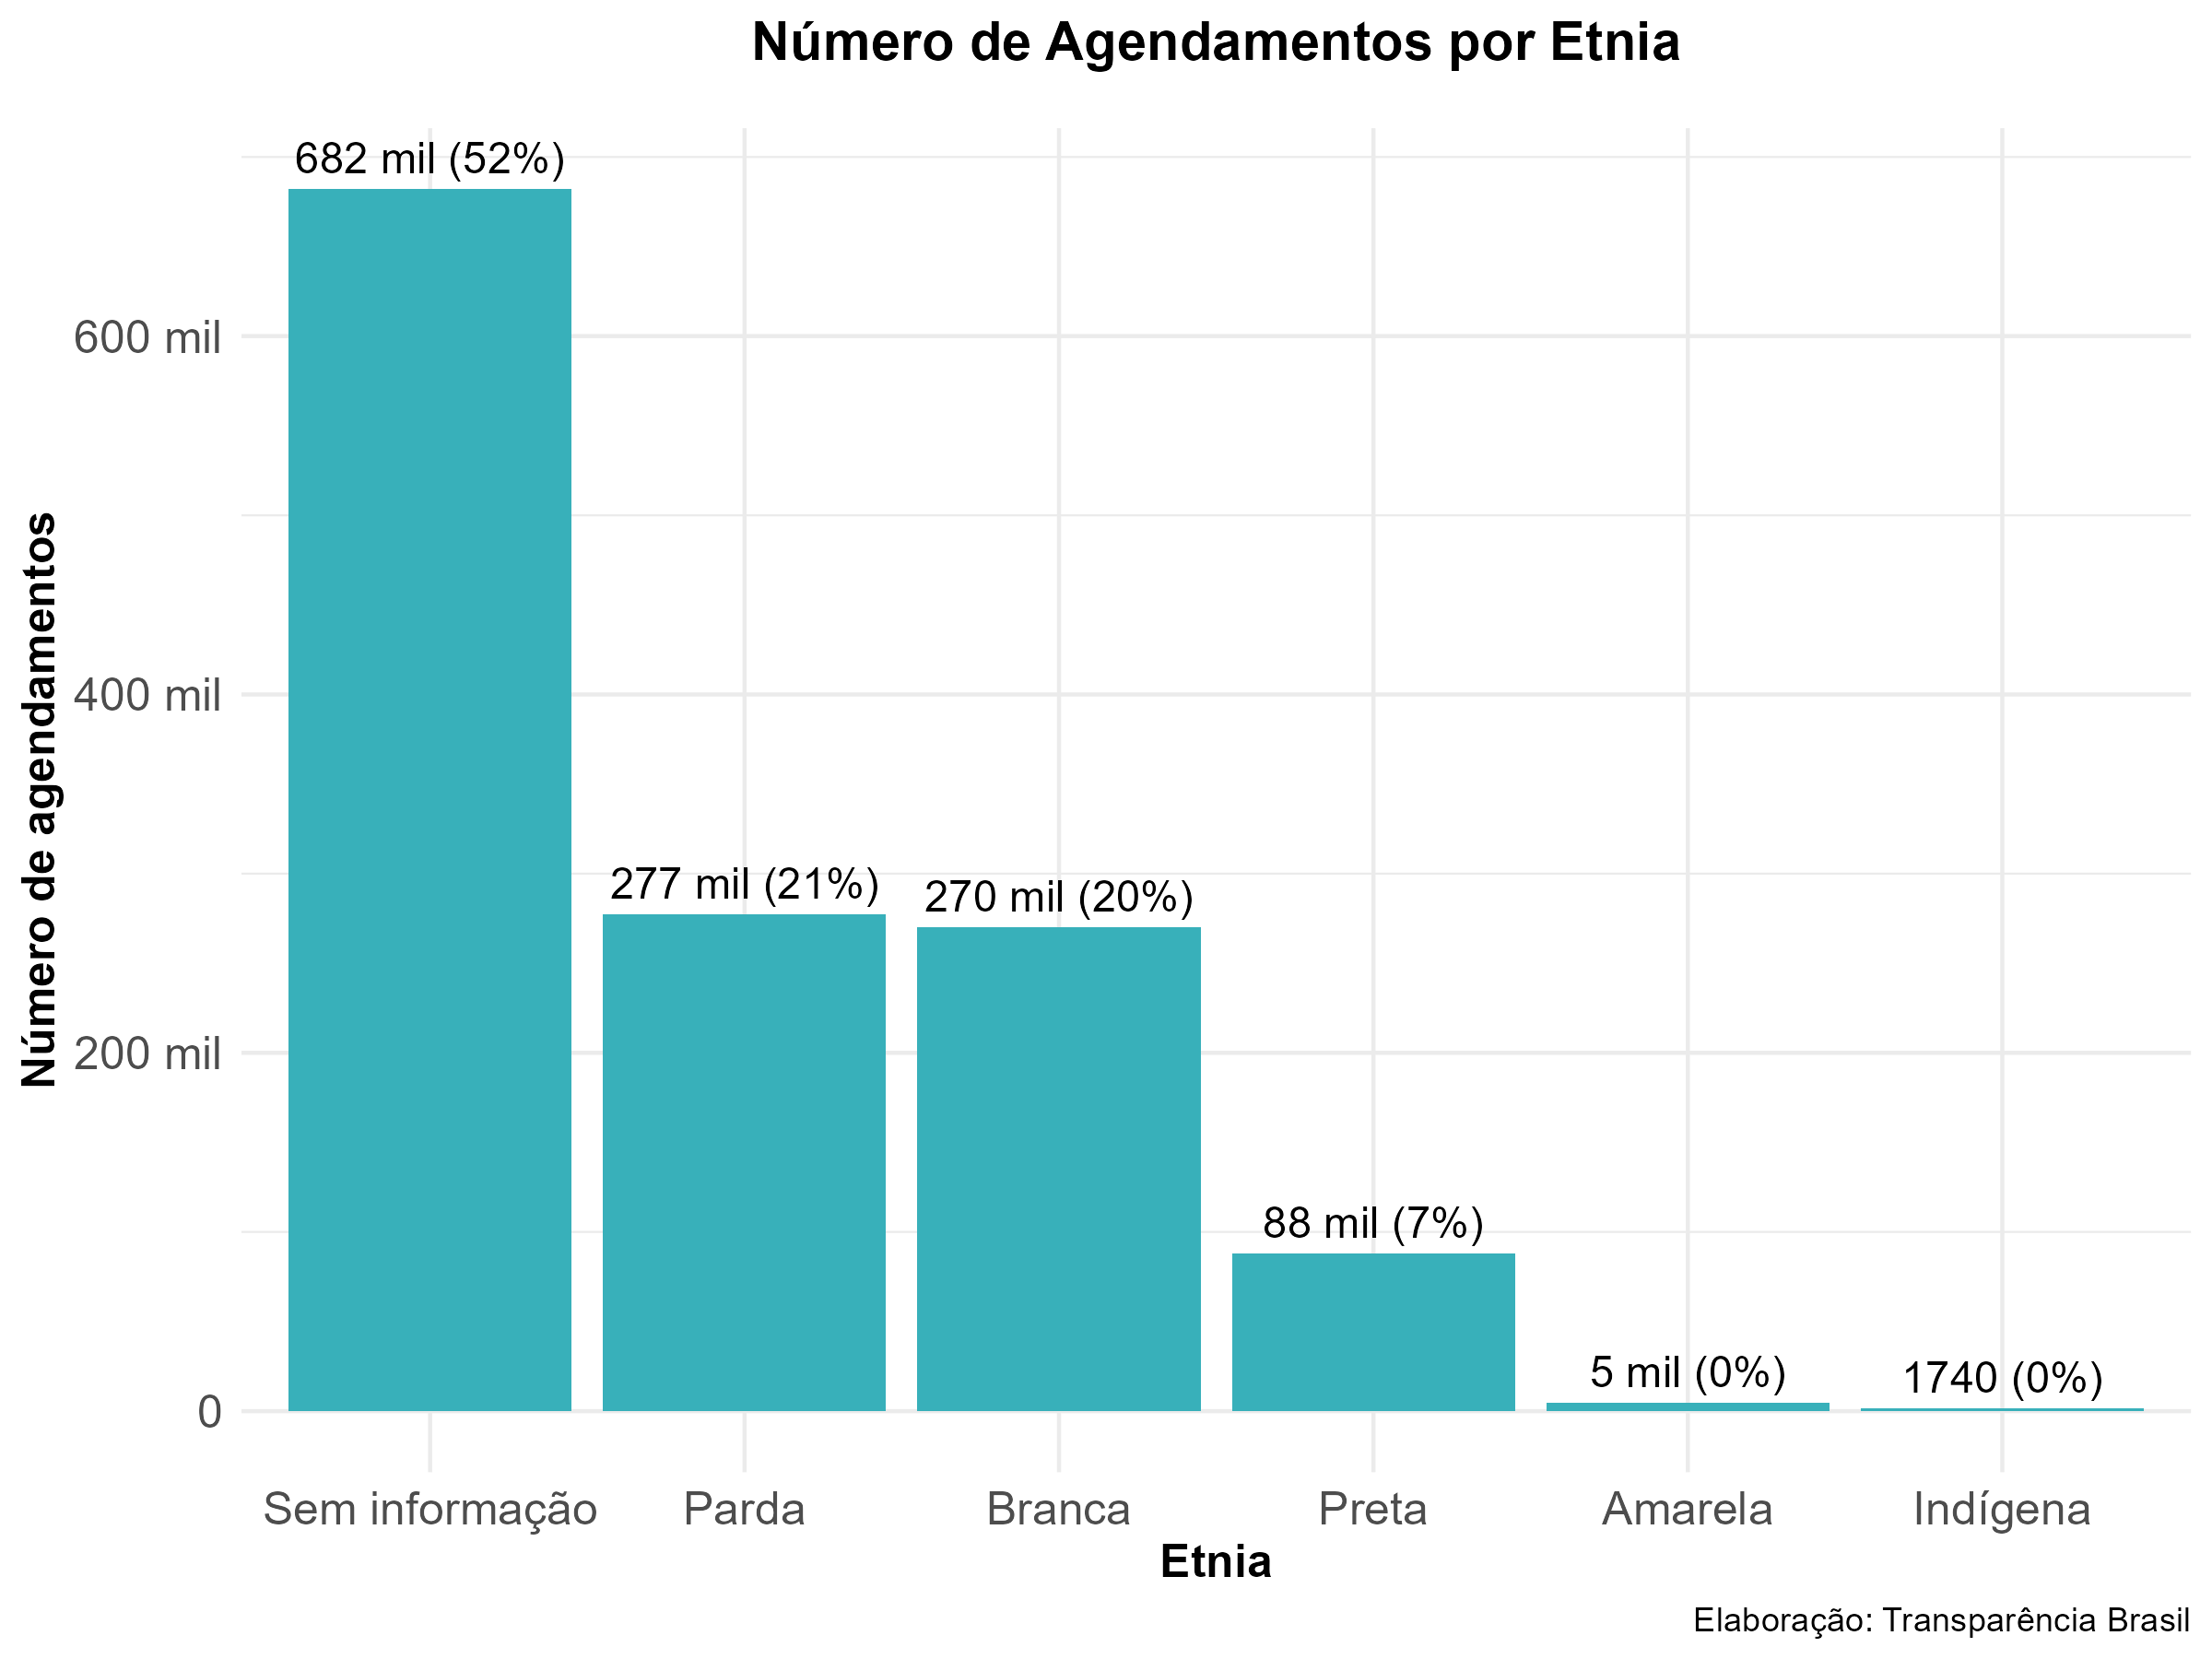 Número de Agendamentos por Etnia
Número de agendamentos
600 mil
400 mil
200 mil
0
682 mil (52%)
277 mil (21%)
270 mil (20%)
88 mil (7%)
5 mil (0%)
1740 (0%)
Sem informação
Parda
Branca
Preta
Amarela
Indígena
Etnia
Elaboração: Transparência Brasil